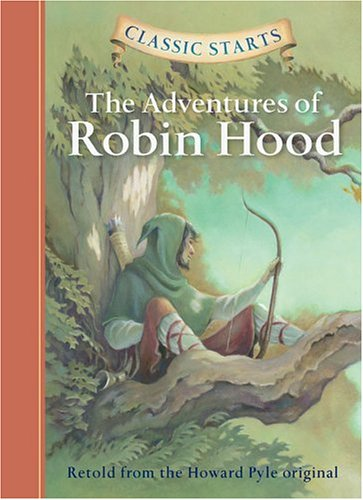 CLASSIC STARTS
The Adventures of
Robin Hood
Retold from the Howard Pyle original